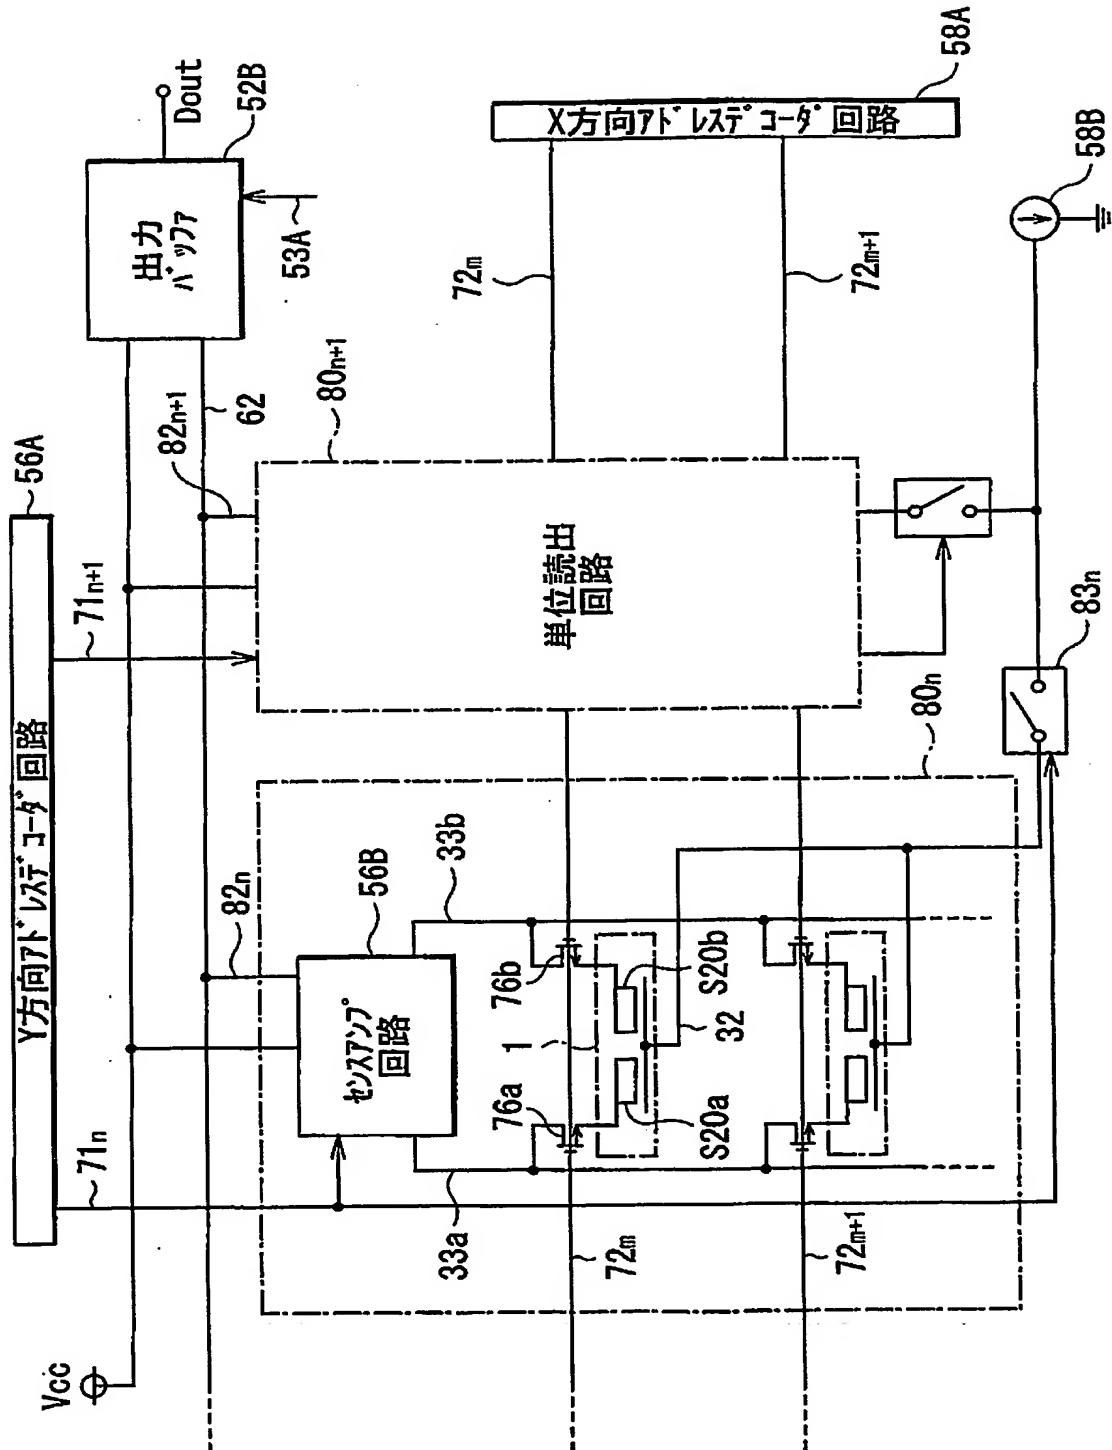 Vcc
Y方向アドレスデコーダ回路
56A
71n
71n+1
82n
82n+1
62
出力
バッファ
Dout
52B
53A
センスアンプ
回路
56B
33a
33b
76a
76b
1
S20a
S20b
32
72m
72m+1
80n
単位読出
回路
80n+1
72m
72m+1
X方向アドレスデコーダ回路
58A
83n
58B